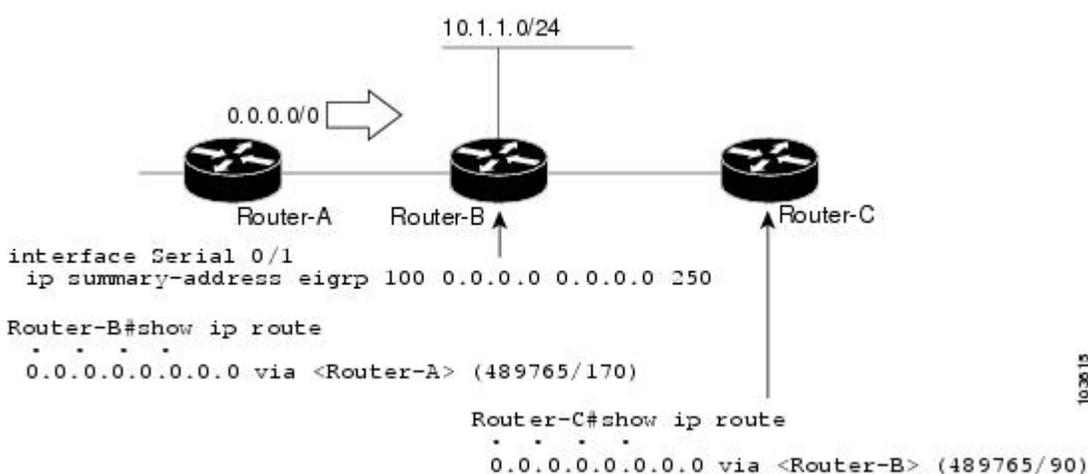 10.1.1.0/24
0.0.0.0/0
Router-A
Router-B
Router-C
interface Serial 0/1
ip summary-address eigrp 100 0.0.0.0 0.0.0.0 250
Router-B#show ip route
. . . .
0.0.0.0.0.0.0.0 via <Router-A> (489765/170)
Router-C#show ip route
. . . .
0.0.0.0.0.0.0.0 via <Router-B> (489765/90)
103615